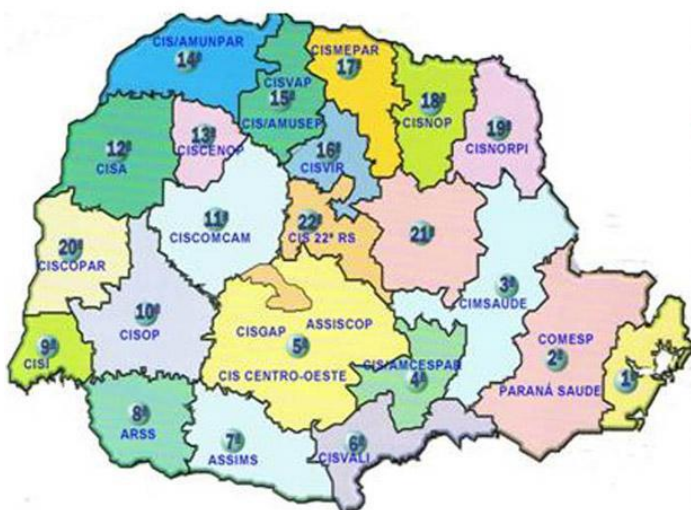 CIS/AMUNPAR
14ª
CISVAP
15ª
CIS/AMUSEP
CISMEPAR
17ª
18ª
CISNOP
19ª
CISNORPI
12ª
CISA
13ª
CISCENOP
16ª
CISVIR
11ª
CISCOMCAM
22ª
CIS 22ª RS
21ª
20ª
CISCOPAR
10ª
CISOP
3ª
CIMSAUDE
CISGAP
ASSISCOP
5ª
CIS CENTRO-OESTE
CIS/AMCESPAR
4ª
COMESP
2ª
PARANÁ SAUDE
1ª
9ª
CISI
8ª
ARSS
7ª
ASSIMS
6ª
CISVALI